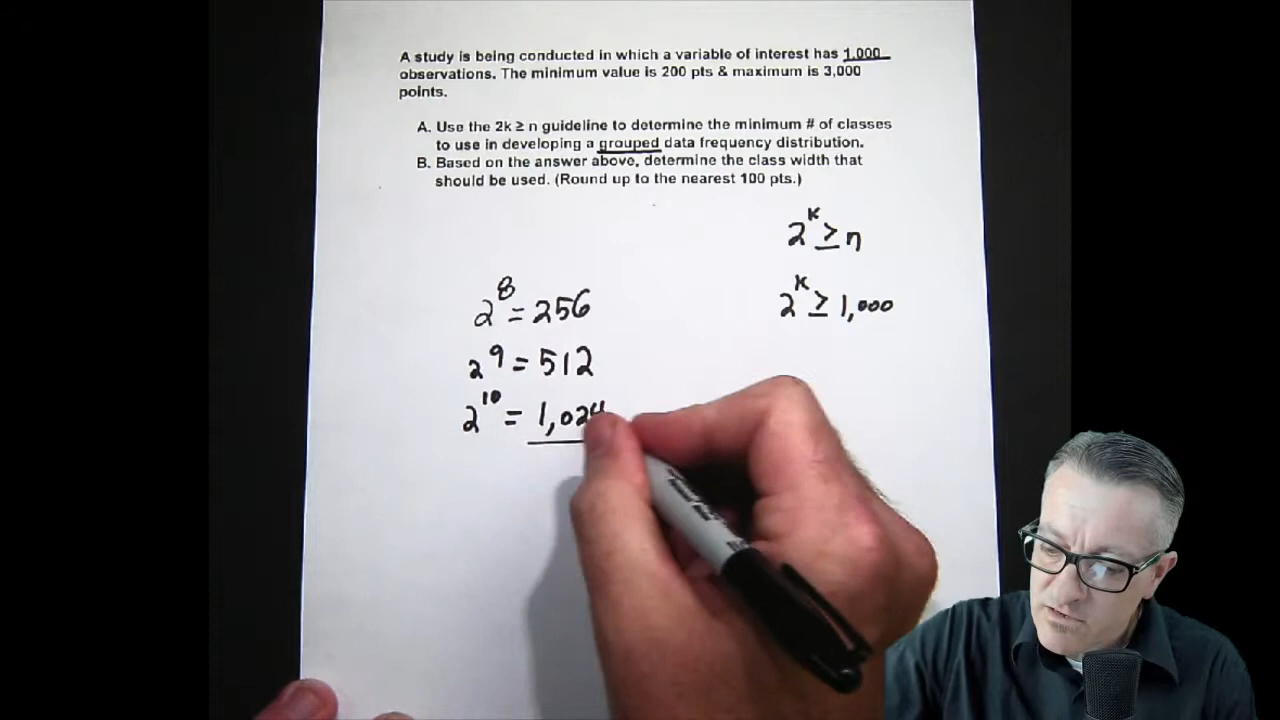 A study is being conducted in which a variable of interest has 1,000
observations. The minimum value is 200 pts & maximum is 3,000
points.
A. Use the 2k ≥ n guideline to determine the minimum # of classes
to use in developing a grouped data frequency distribution.
B. Based on the answer above, determine the class width that
should be used. (Round up to the nearest 100 pts.)
2^k ≥ n
2^k ≥ 1,000
2^8 = 256
2^9 = 512
2^10 = 1,024